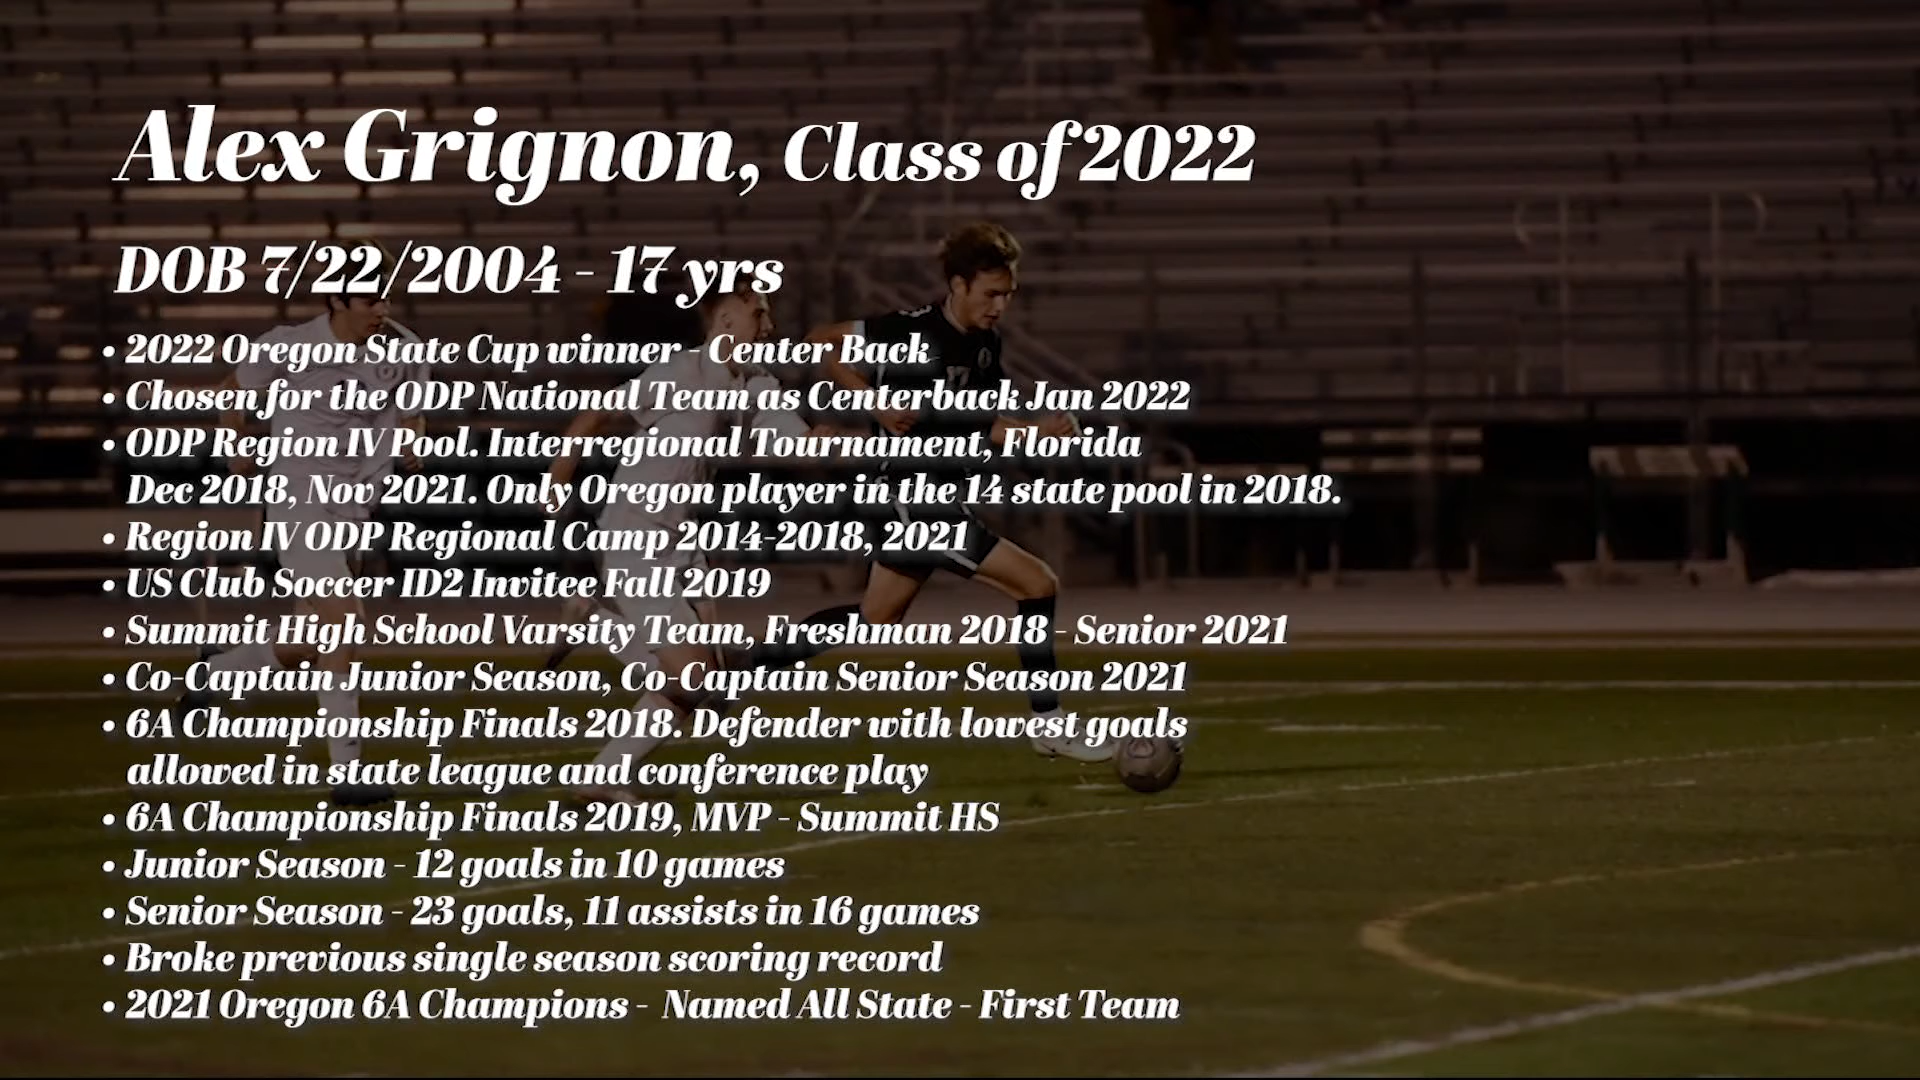 Alex Grignon, Class of 2022
DOB 7/22/2004 - 17 yrs
• 2022 Oregon State Cup winner - Center Back
• Chosen for the ODP National Team as Centerback Jan 2022
• ODP Region IV Pool. Interregional Tournament, Florida
Dec 2018, Nov 2021. Only Oregon player in the 14 state pool in 2018.
• Region IV ODP Regional Camp 2014-2018, 2021
• US Club Soccer ID2 Invitee Fall 2019
• Summit High School Varsity Team, Freshman 2018 - Senior 2021
• Co-Captain Junior Season, Co-Captain Senior Season 2021
• 6A Championship Finals 2018. Defender with lowest goals
allowed in state league and conference play
• 6A Championship Finals 2019, MVP - Summit HS
• Junior Season - 12 goals in 10 games
• Senior Season - 23 goals, 11 assists in 16 games
• Broke previous single season scoring record
• 2021 Oregon 6A Champions - Named All State - First Team